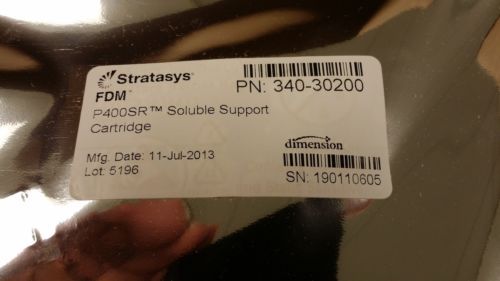 Stratasys®
PN: 340-30200
FDM®
P400SR™ Soluble Support
Cartridge
dimension
Mfg. Date: 11-Jul-2013
Lot: 5196
SN: 190110605